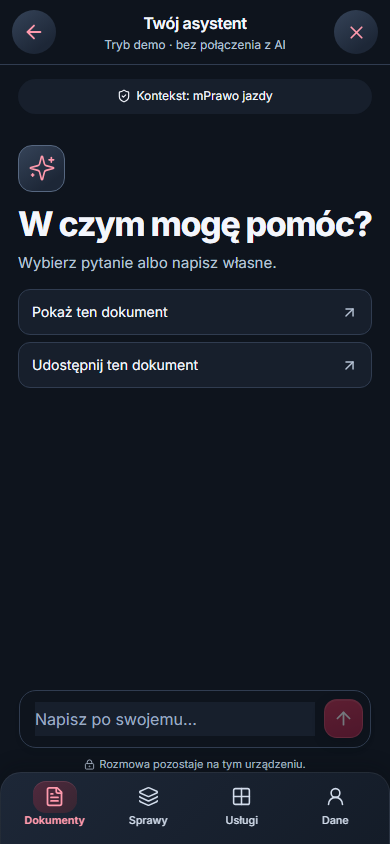 Twój asystent
Tryb demo · bez połączenia z AI
Kontekst: mPrawo jazdy
W czym mogę pomóc?
Wybierz pytanie albo napisz własne.
Pokaż ten dokument
Udostępnij ten dokument
Napisz po swojemu...
Rozmowa pozostaje na tym urządzeniu.
Dokumenty Sprawy Usługi Dane